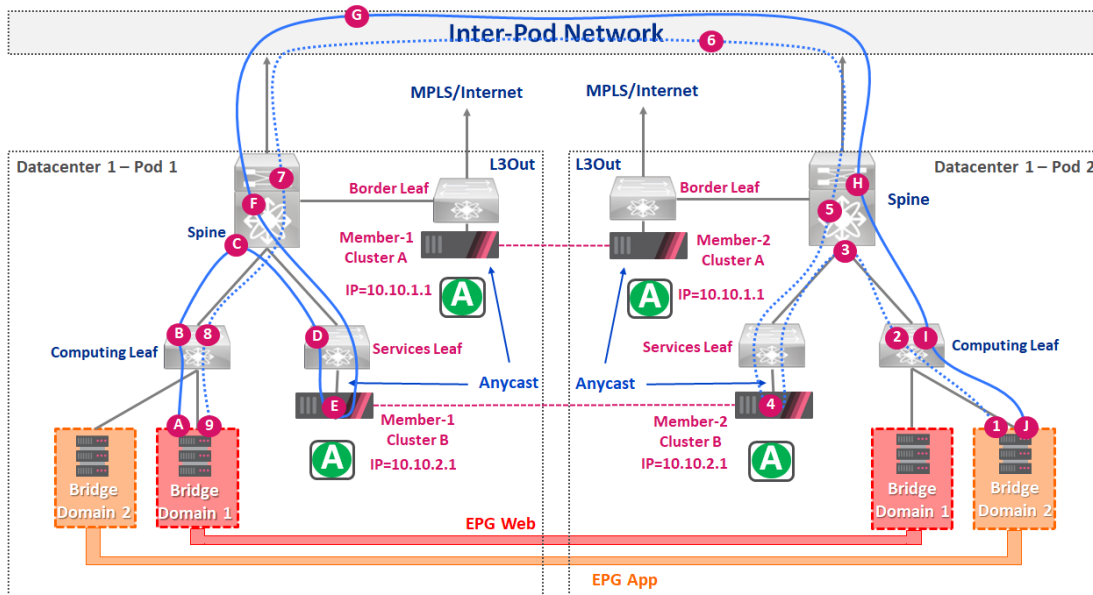 G
Inter-Pod Network
6
MPLS/Internet
MPLS/Internet
Datacenter 1 – Pod 1
L3Out
L3Out
Datacenter 1 – Pod 2
7
Border Leaf
Border Leaf
H
F
5
Spine
Spine
C
Member-1
Cluster A
Member-2
Cluster A
3
IP=10.10.1.1
A
A
IP=10.10.1.1
B
8
D
2
I
Computing Leaf
Services Leaf
Services Leaf
Computing Leaf
Anycast
Anycast
E
4
A
9
Member-1
Cluster B
IP=10.10.2.1
A
Member-2
Cluster B
IP=10.10.2.1
A
1
J
Bridge
Domain 2
Bridge
Domain 1
Bridge
Domain 1
Bridge
Domain 2
EPG Web
EPG App